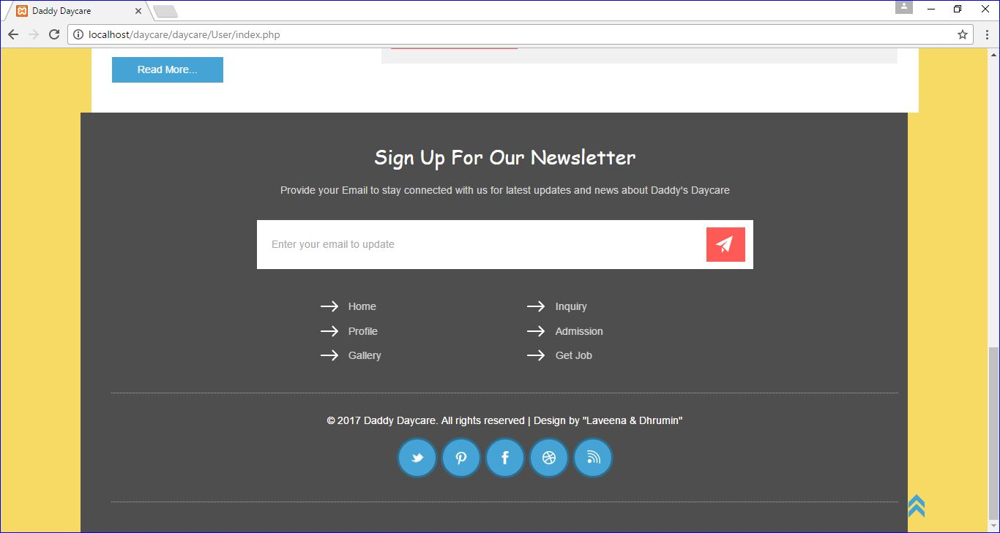 Daddy Daycare
localhost/daycare/daycare/User/index.php
Read More...
Sign Up For Our Newsletter
Provide your Email to stay connected with us for latest updates and news about Daddy's Daycare
Enter your email to update
Home
Inquiry
Profile
Admission
Gallery
Get Job
© 2017 Daddy Daycare. All rights reserved | Design by "Laveena & Dhrumin"